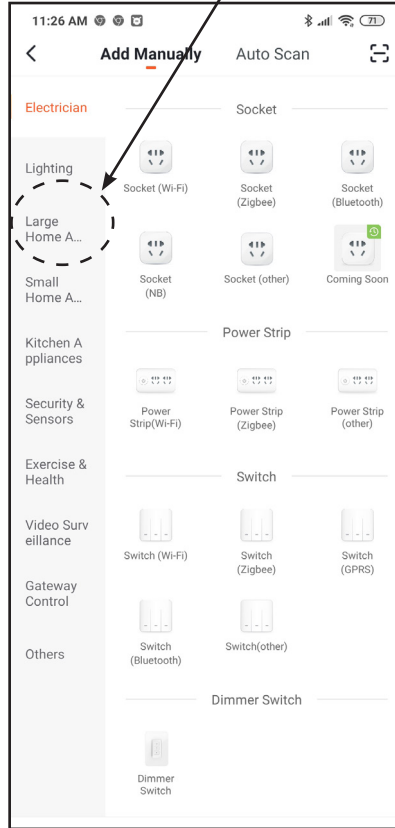 11:26 AM
71
Add Manually
Auto Scan
Electrician
Lighting
Large
Home A...
Small
Home A...
Kitchen A
ppliances
Security &
Sensors
Exercise &
Health
Video Surv
eillance
Gateway
Control
Others
Socket
Socket (Wi-Fi)
Socket
(Zigbee)
Socket
(Bluetooth)
Socket
(NB)
Socket (other)
Coming Soon
Power Strip
Power
Strip(Wi-Fi)
Power Strip
(Zigbee)
Power Strip
(other)
Switch
Switch (Wi-Fi)
Switch
(Zigbee)
Switch
(GPRS)
Switch
(Bluetooth)
Switch(other)
Dimmer Switch
Dimmer
Switch